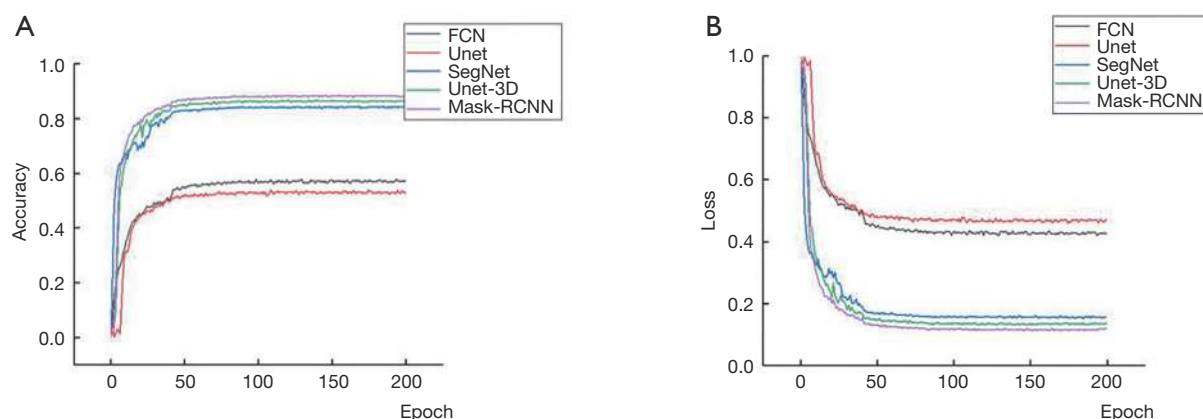 A
FCN
Unet
SegNet
Unet-3D
Mask-RCNN
1.0
0.8
0.6
0.4
0.2
0.0
Accuracy
0 50 100 150 200
Epoch
B
FCN
Unet
SegNet
Unet-3D
Mask-RCNN
1.0
0.8
0.6
0.4
0.2
0.0
Loss
0 50 100 150 200
Epoch